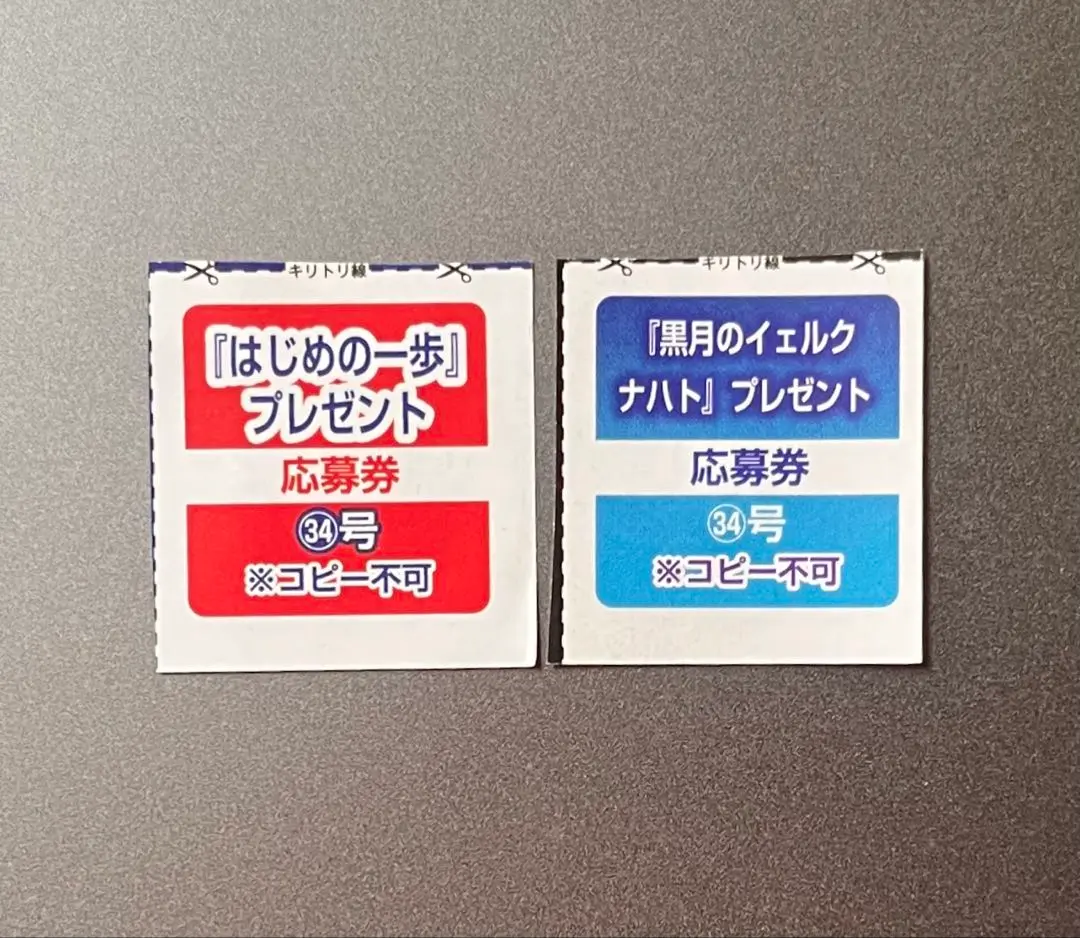 キリトリ線
『はじめの一歩』
プレゼント
応募券
㉞号
※コピー不可
キリトリ線
『黒月のイェルク
ナハト』プレゼント
応募券
㉞号
※コピー不可